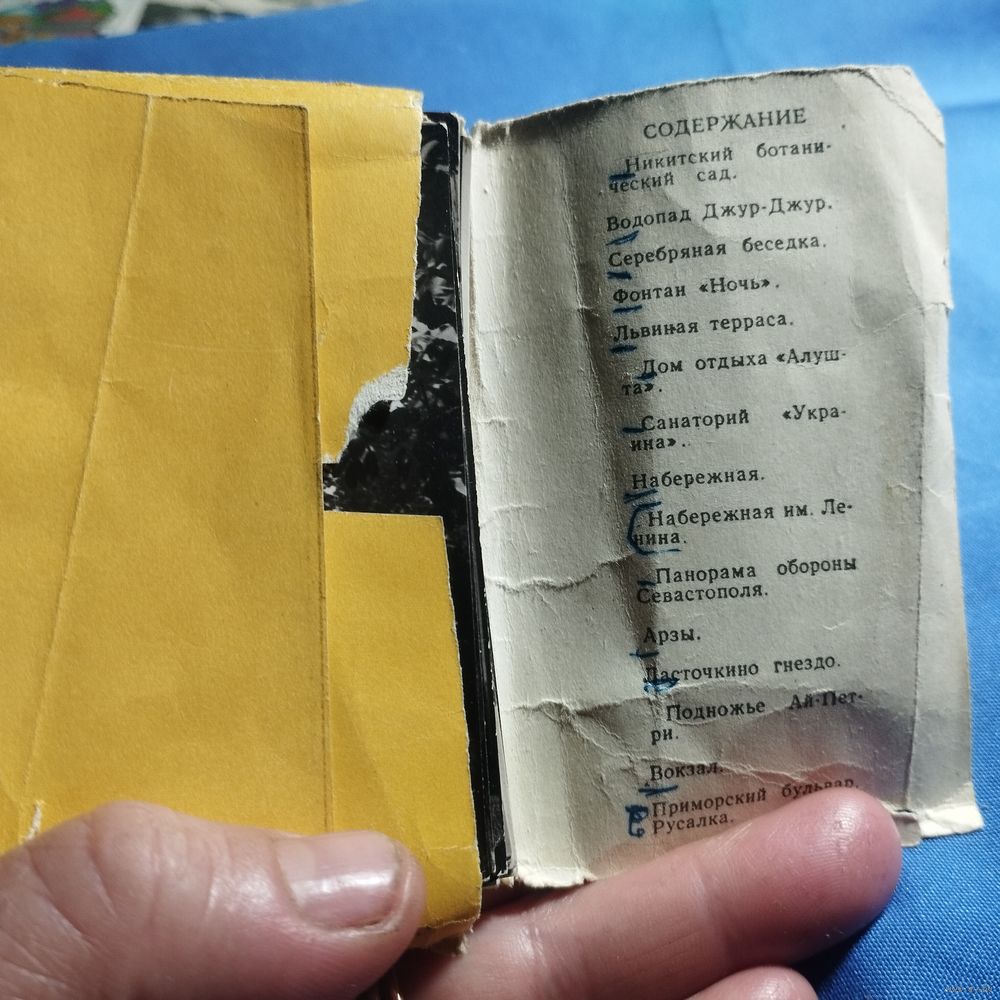 СОДЕРЖАНИЕ
Никитский ботани-
ческий сад.
Водопад Джур-Джур.
Серебряная беседка.
Фонтан «Ночь».
Львиная терраса.
Дом отдыха «Алуш-
та».
Санаторий «Укра-
ина».
Набережная.
Набережная им. Ле-
нина.
Панорама обороны
Севастополя.
Арзы.
Ласточкино гнездо.
Подножье Ай-Пет-
ри.
Вокзал.
Приморский бульвар.
Русалка.